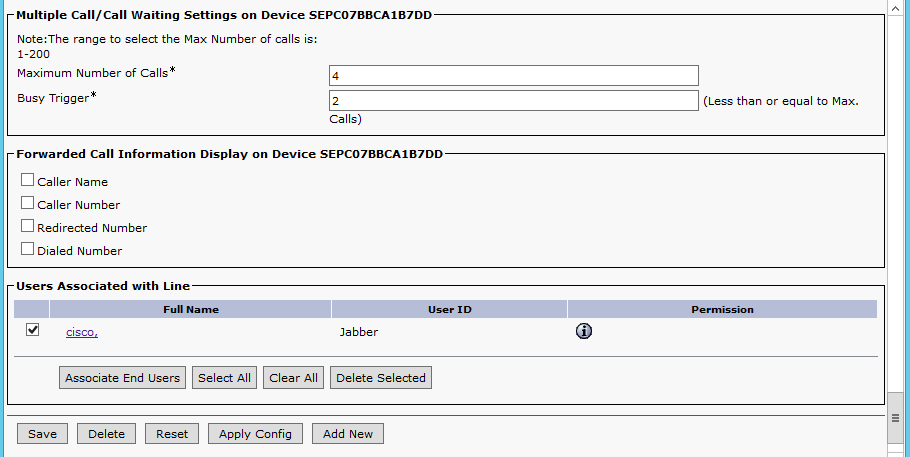 Multiple Call/Call Waiting Settings on Device SEPC07BBCA1B7DD
Note:The range to select the Max Number of calls is:
1-200
Maximum Number of Calls* 4
Busy Trigger* 2 (Less than or equal to Max.
Calls)
Forwarded Call Information Display on Device SEPC07BBCA1B7DD
Caller Name
Caller Number
Redirected Number
Dialed Number
Users Associated with Line
Full Name User ID Permission
cisco, Jabber
Associate End Users Select All Clear All Delete Selected
Save Delete Reset Apply Config Add New